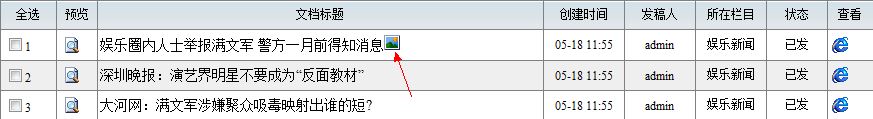 全选 预览 文档标题 创建时间 发稿人 所在栏目 状态 查看
1 娱乐圈内人士举报满文军 警方一月前得知消息 05-18 11:55 admin 娱乐新闻 已发
2 深圳晚报：演艺界明星不要成为“反面教材” 05-18 11:55 admin 娱乐新闻 已发
3 大河网：满文军涉嫌聚众吸毒映射出谁的短? 05-18 11:55 admin 娱乐新闻 已发